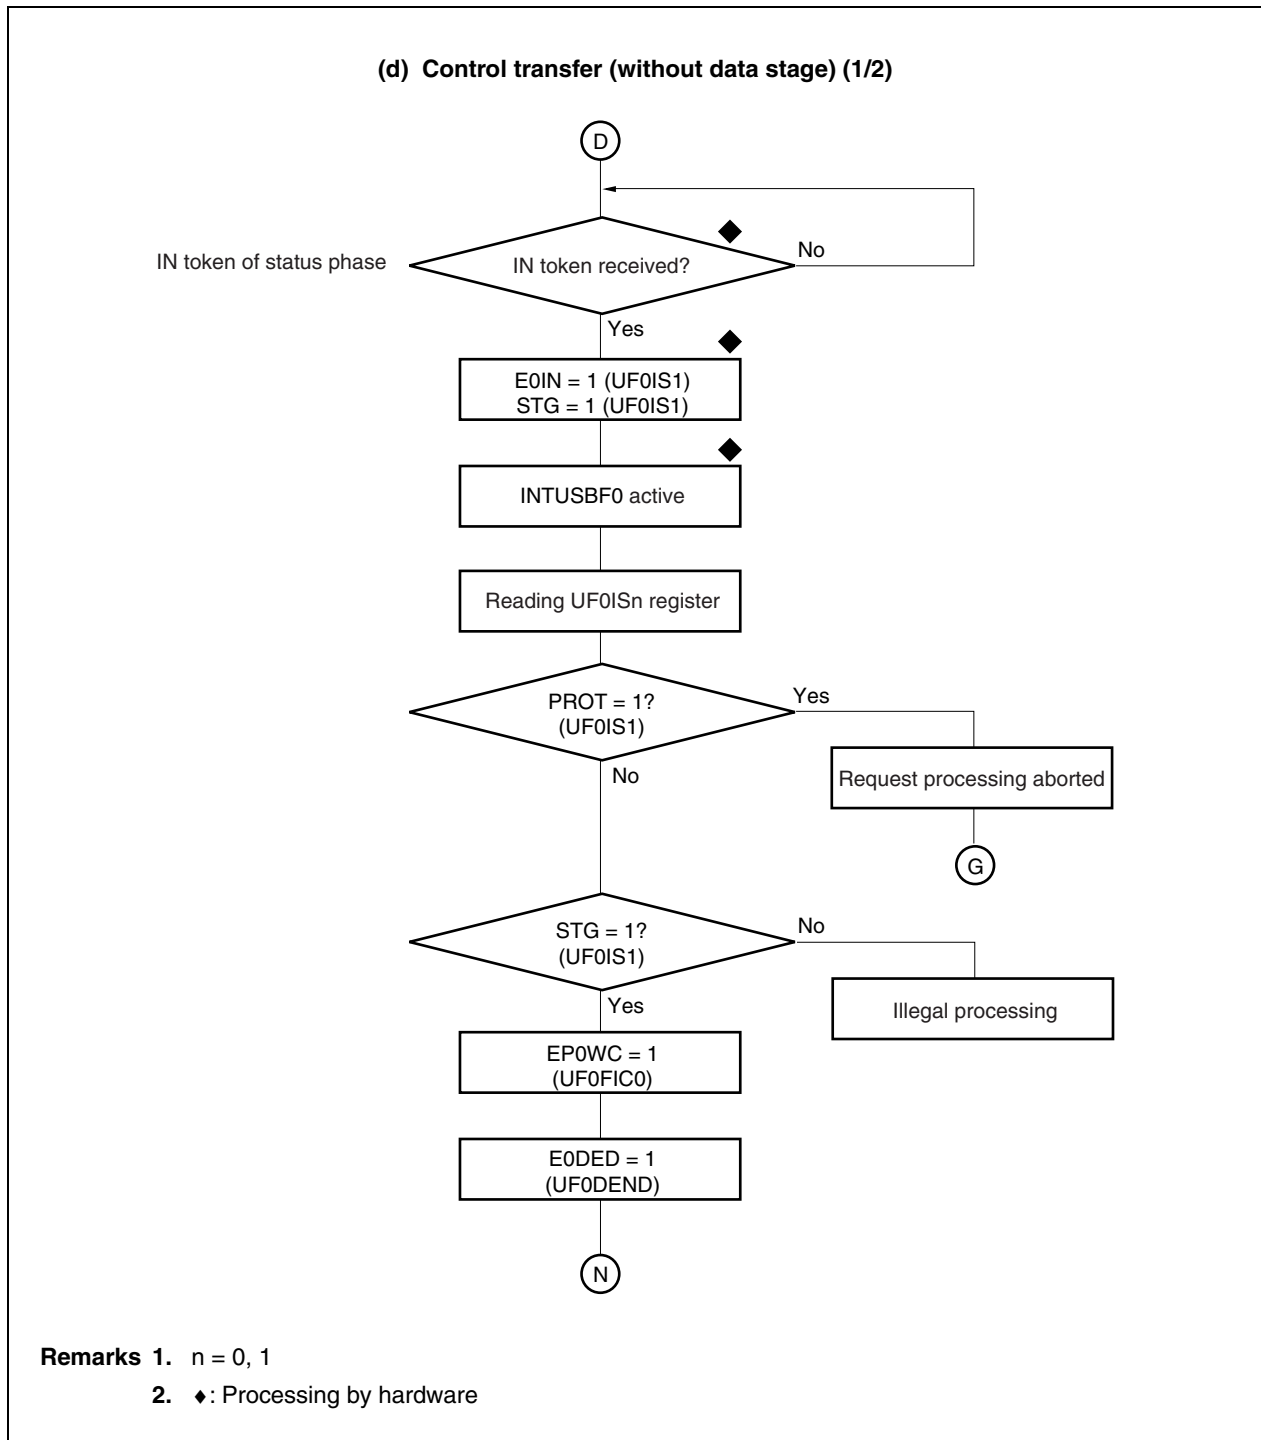 (d) Control transfer (without data stage) (1/2)
D
IN token of status phase
IN token received?
No
Yes
E0IN = 1 (UF0IS1)
STG = 1 (UF0IS1)
INTUSBF0 active
Reading UF0ISn register
PROT = 1?
(UF0IS1)
Yes
No
Request processing aborted
G
STG = 1?
(UF0IS1)
No
Yes
Illegal processing
EP0WC = 1
(UF0FIC0)
E0DED = 1
(UF0DEND)
N
Remarks 1. n = 0, 1
2. ♦: Processing by hardware